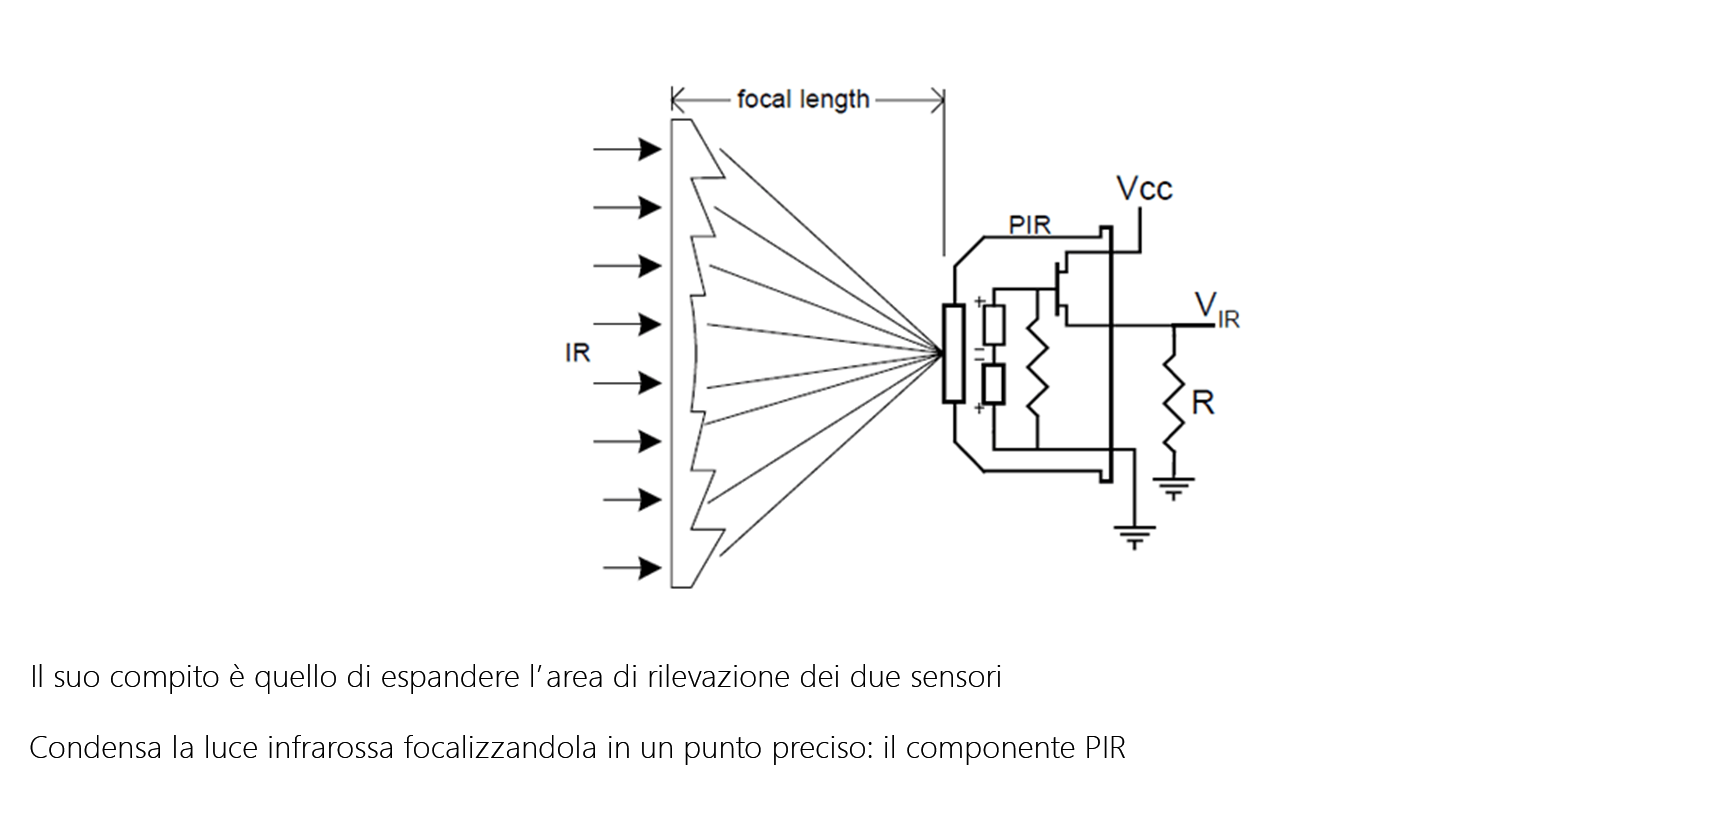 focal length
Vcc
PIR
+
V IR
IR
–
–
+
R
Il suo compito è quello di espandere l’area di rilevazione dei due sensori
Condensa la luce infrarossa focalizzandola in un punto preciso: il componente PIR